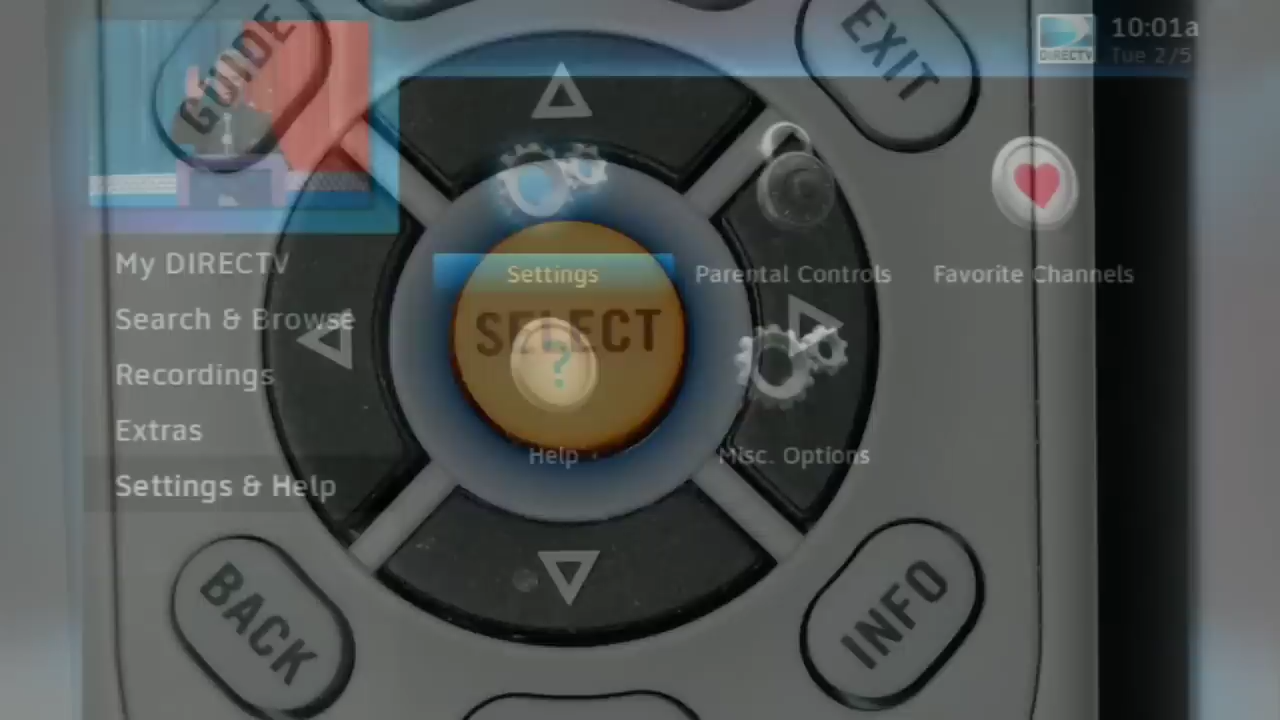 GUIDE
EXIT
DIRECTV
10:01a
Tue 2/5
My DIRECTV
Settings
Parental Controls
Favorite Channels
Search & Browse
SELECT
?
Recordings
Extras
Help
Misc. Options
Settings & Help
BACK
INFO